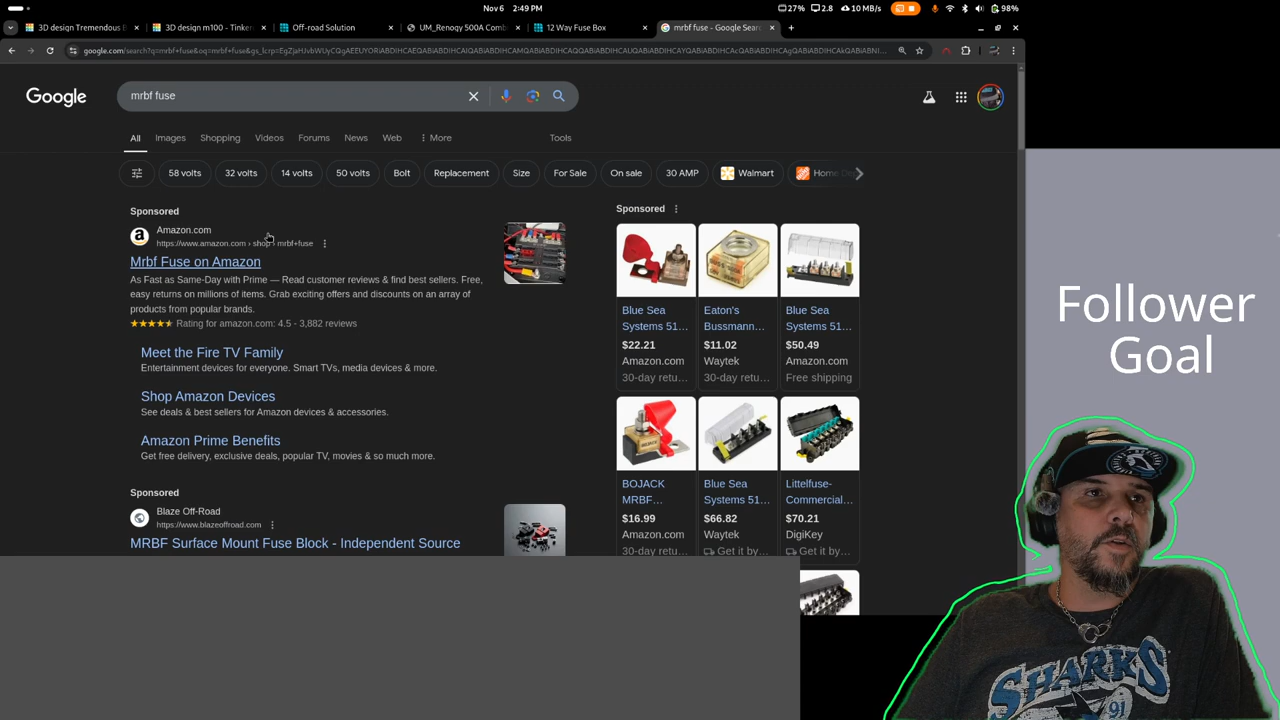 Nov 6 2:49 PM
27% 2.8 10 MB/s 98%
3D design Tremendous B
3D design m100 - Tinker
Off-road Solution
UM_Renogy 500A Comb
12 Way Fuse Box
mrbf fuse - Google Sear
Google
mrbf fuse
All Images Shopping Videos Forums News Web More Tools
58 volts 32 volts 14 volts 50 volts Bolt Replacement Size For Sale On sale 30 AMP Walmart Home D
Sponsored
Amazon.com
https://www.amazon.com › shop mrbf+fuse
Mrbf Fuse on Amazon
As Fast as Same-Day with Prime — Read customer reviews & find best sellers. Free,
easy returns on millions of items. Grab exciting offers and discounts on an array of
products from popular brands.
Rating for amazon.com: 4.5 - 3,882 reviews
Meet the Fire TV Family
Entertainment devices for everyone. Smart TVs, media devices & more.
Shop Amazon Devices
See deals & best sellers for Amazon devices & accessories.
Amazon Prime Benefits
Get free delivery, exclusive deals, popular TV, movies & so much more.
Sponsored
Blaze Off-Road
https://www.blazeoffroad.com
MRBF Surface Mount Fuse Block - Independent Source
Sponsored
Blue Sea
Systems 51...
$22.21
Amazon.com
30-day retu...
Eaton's
Bussmann...
$11.02
Waytek
30-day retu...
Blue Sea
Systems 51...
$50.49
Amazon.com
Free shipping
BOJACK
MRBF...
$16.99
Amazon.com
30-day retu...
Blue Sea
Systems 51...
$66.82
Waytek
Get it by...
Littelfuse-
Commercial...
$70.21
DigiKey
Get it by...
Follower
Goal
SHARKS
91